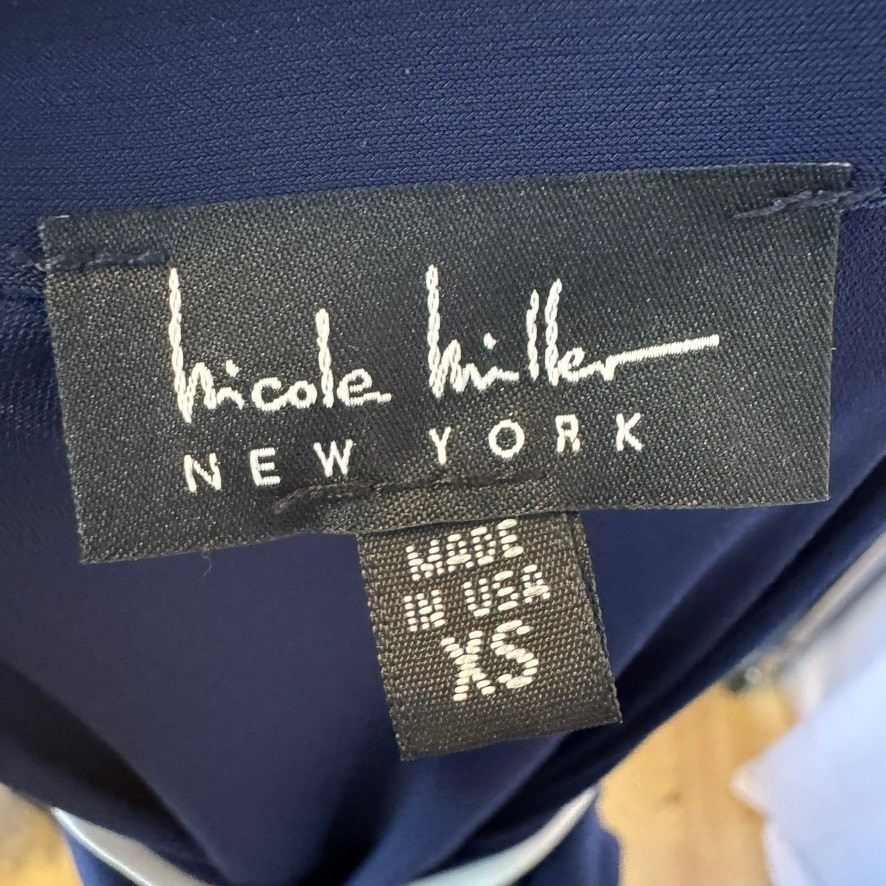 nicole miller
NEW YORK
MADE
IN USA
XS